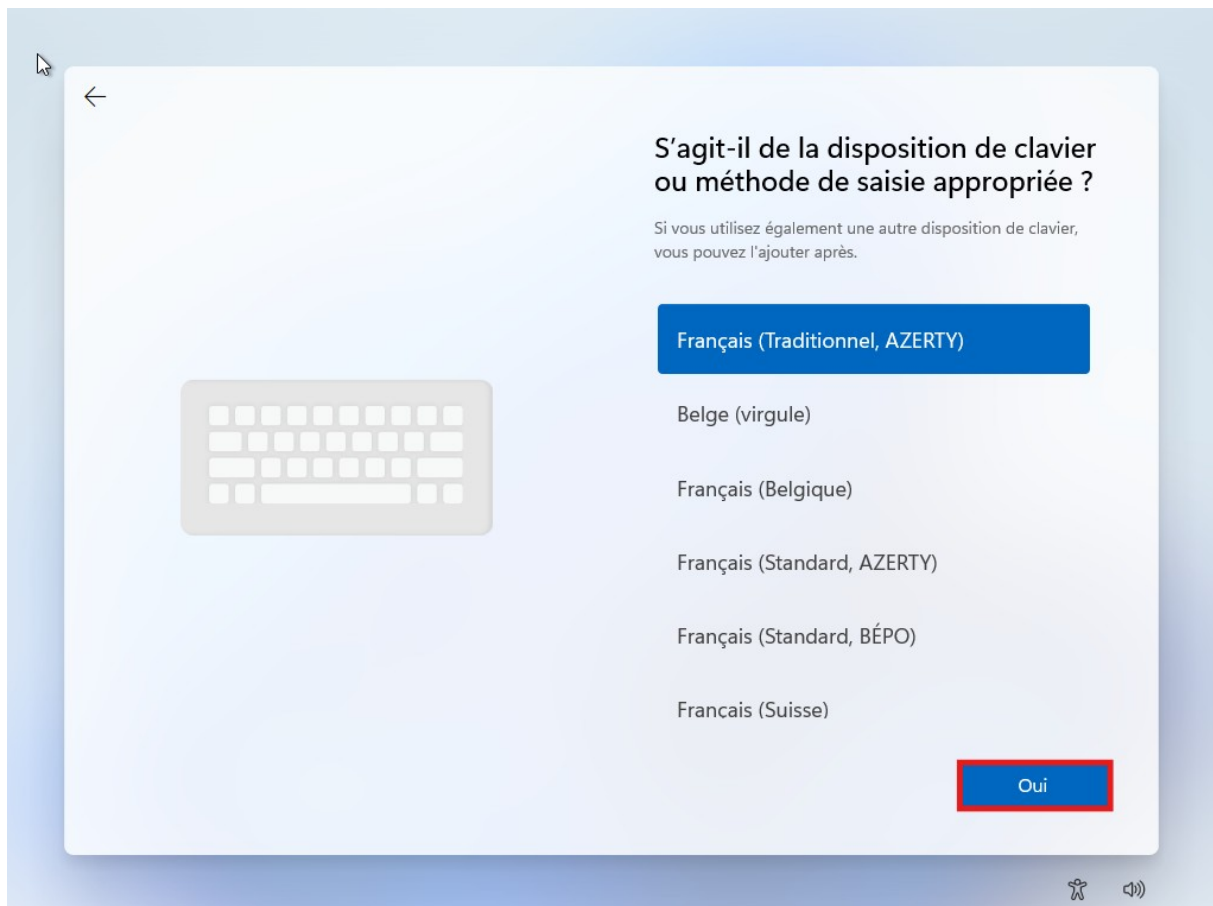 S’agit-il de la disposition de clavier
ou méthode de saisie appropriée ?
Si vous utilisez également une autre disposition de clavier,
vous pouvez l'ajouter après.
Français (Traditionnel, AZERTY)
Belge (virgule)
Français (Belgique)
Français (Standard, AZERTY)
Français (Standard, BÉPO)
Français (Suisse)
Oui